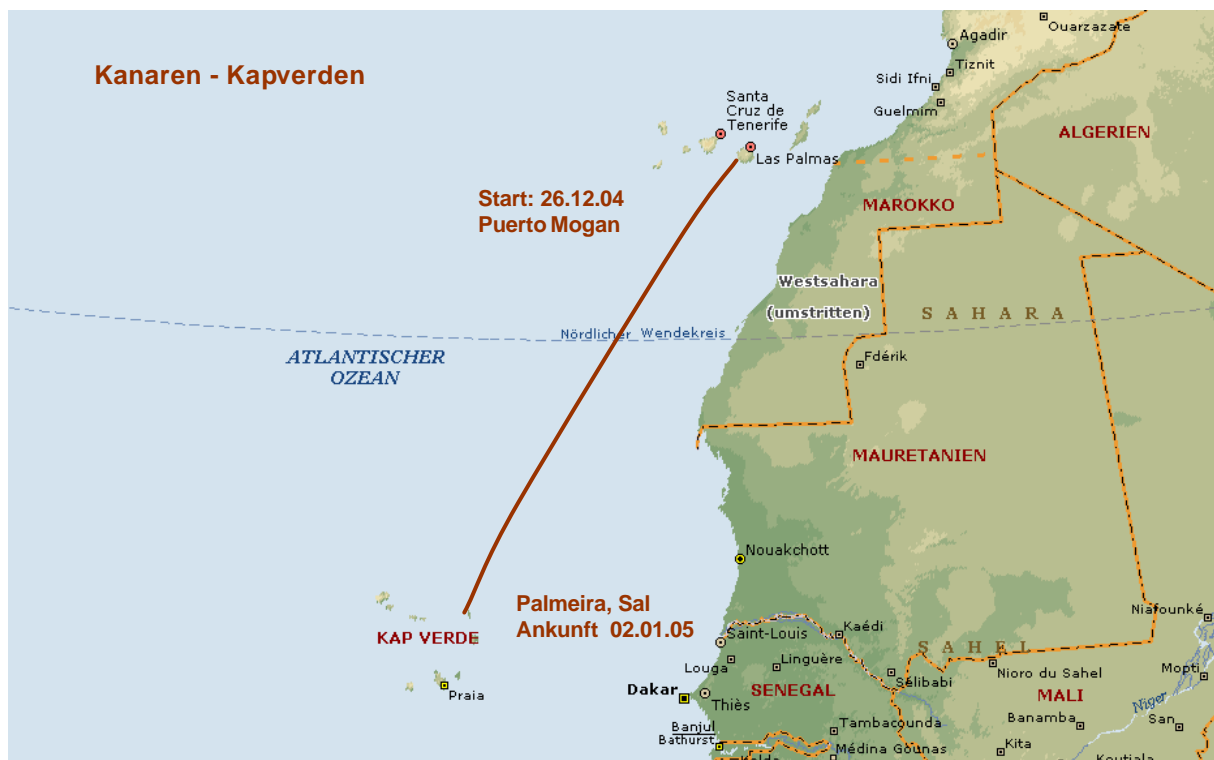 Kanaren - Kapverden
Ouarzazate
Agadir
Tiznit
Sidi Ifni
Guelmim
Santa
Cruz de
Tenerife
ALGERIEN
Las Palmas
Start: 26.12.04
Puerto Mogan
MAROKKO
Westsahara
(umstritten)
SAHARA
Nördlicher Wendekreis
ATLANTISCHER
OZEAN
Fdérik
MAURETANIEN
Nouakchott
Palmeira, Sal
Ankunft 02.01.05
KAP VERDE
Niafounké
Saint-Louis
Kaédi
SAHEL
Louga
Linguère
Sélibabi
Nioro du Sahel
Mopti
Praia
Dakar
Thiès
SENEGAL
MALI
Niger
Banjul
Bathurst
Tambacounda
Banamba
San
Médina Gounas
Kita
Koutiala